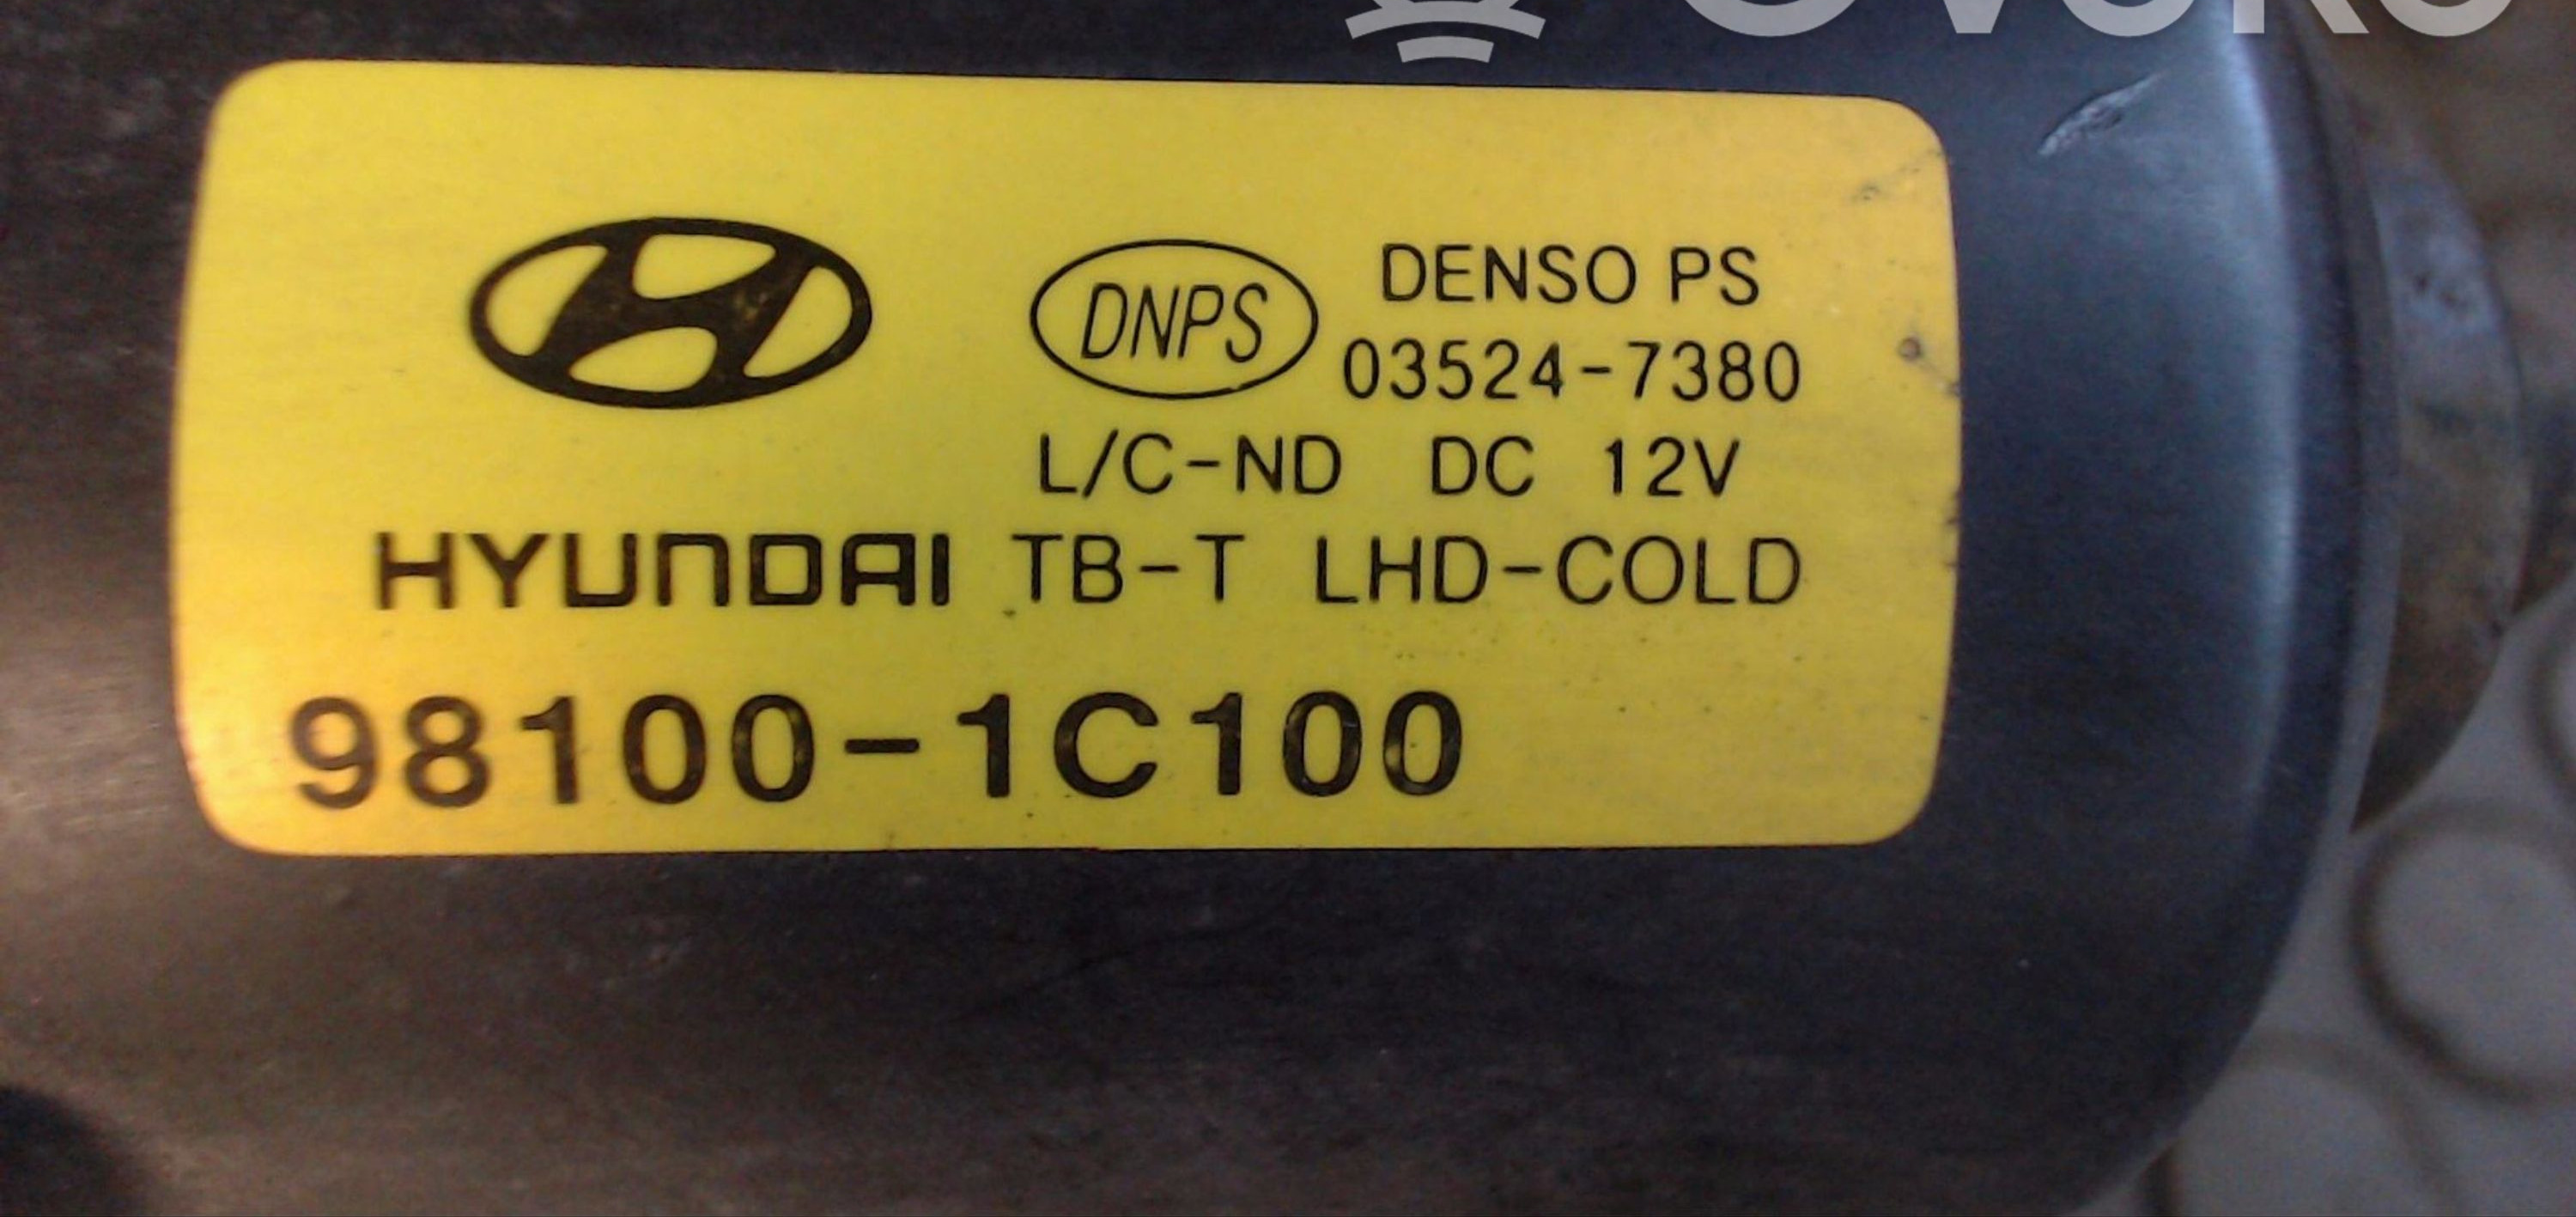 DNPS
DENSO PS
03524-7380
L/C-ND DC 12V
HYUNDAI TB-T LHD-COLD
98100-1C100